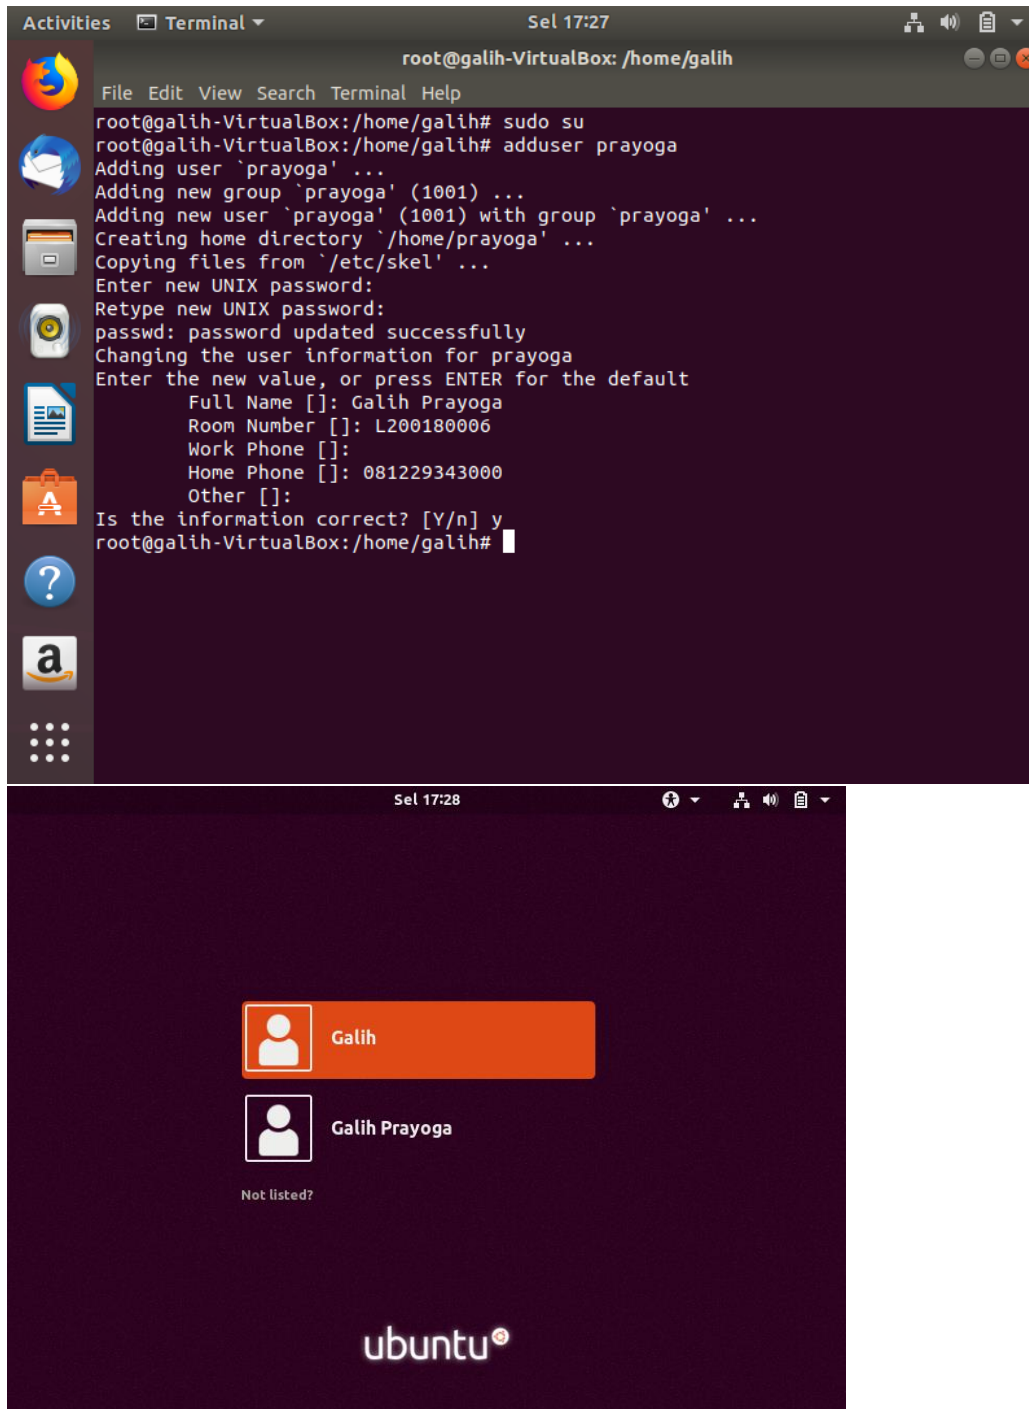 Activities Terminal Sel 17:27
root@galih-VirtualBox: /home/galih
File Edit View Search Terminal Help
root@galih-VirtualBox:/home/galih# sudo su
root@galih-VirtualBox:/home/galih# adduser prayoga
Adding user `prayoga' ...
Adding new group `prayoga' (1001) ...
Adding new user `prayoga' (1001) with group `prayoga' ...
Creating home directory `/home/prayoga' ...
Copying files from `/etc/skel' ...
Enter new UNIX password:
Retype new UNIX password:
passwd: password updated successfully
Changing the user information for prayoga
Enter the new value, or press ENTER for the default
Full Name []: Galih Prayoga
Room Number []: L200180006
Work Phone []:
Home Phone []: 081229343000
Other []:
Is the information correct? [Y/n] y
root@galih-VirtualBox:/home/galih#
Sel 17:28
Galih
Galih Prayoga
Not listed?
ubuntu